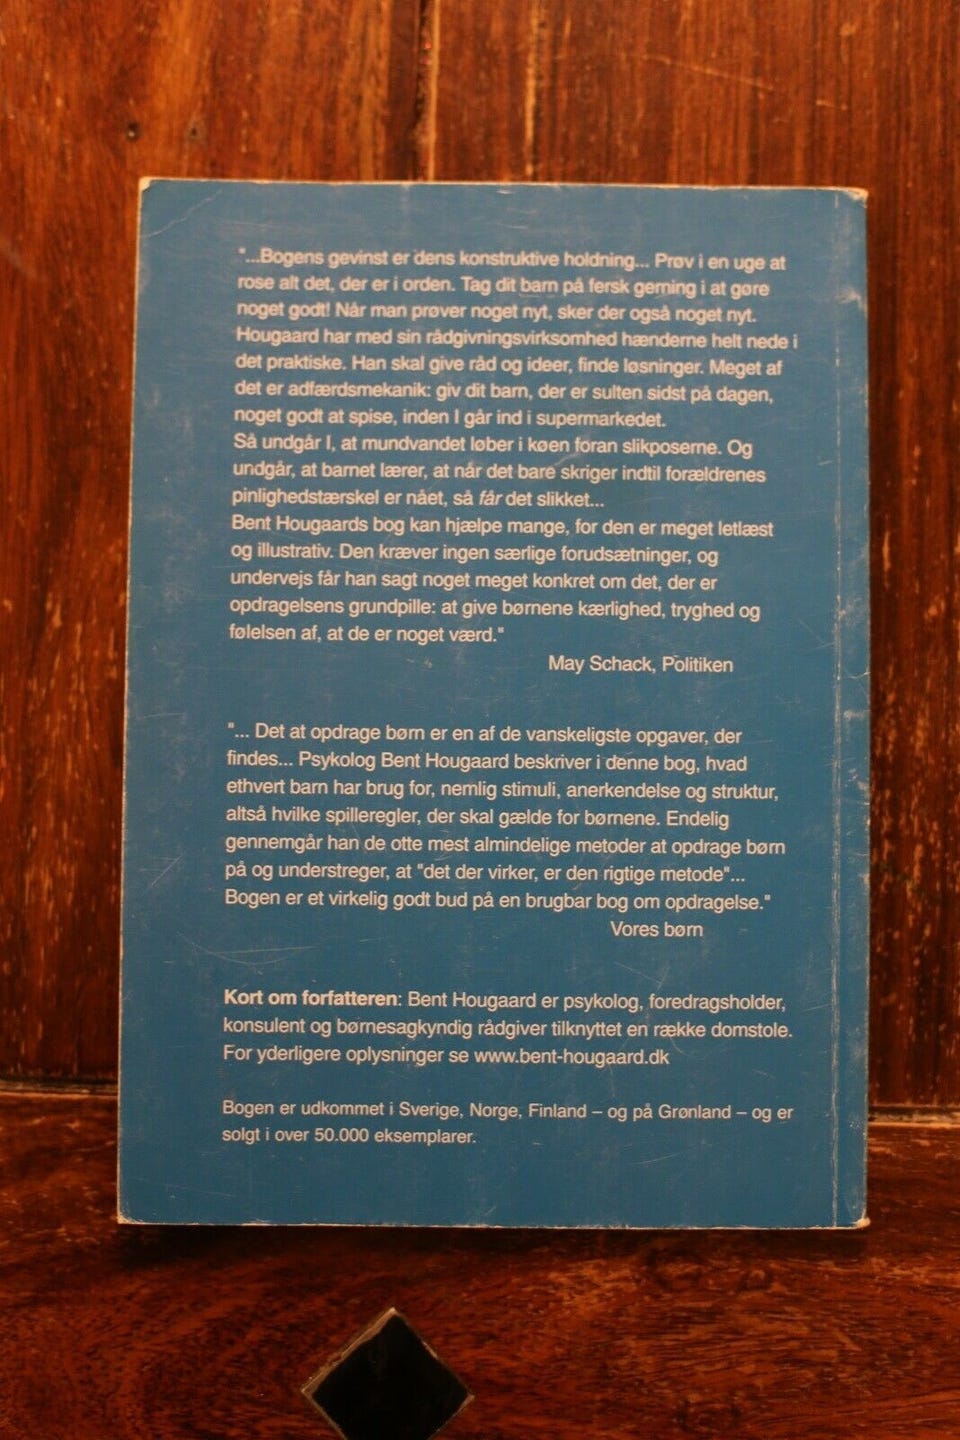 "...Bogens gevinst er dens konstruktive holdning... Prøv i en uge at
rose alt det, der er i orden. Tag dit barn på fersk gerning i at gøre
noget godt! Når man prøver noget nyt, sker der også noget nyt.
Hougaard har med sin rådgivningsvirksomhed hænderne helt nede i
det praktiske. Han skal give råd og ideer, finde løsninger. Meget af
det er adfærdsmekanik: giv dit barn, der er sulten sidst på dagen,
noget godt at spise, inden I går ind i supermarkedet.
Så undgår I, at mundvandet løber i køen foran slikposerne. Og
undgår, at barnet lærer, at når det bare skriger indtil forældrenes
pinlighedstærskel er nået, så får det slikket...
Bent Hougaards bog kan hjælpe mange, for den er meget letlæst
og illustrativ. Den kræver ingen særlige forudsætninger, og
undervejs får han sagt noget meget konkret om det, der er
opdragelsens grundpille: at give børnene kærlighed, tryghed og
følelsen af, at de er noget værd."
May Schack, Politiken
"... Det at opdrage børn er en af de vanskeligste opgaver, der
findes... Psykolog Bent Hougaard beskriver i denne bog, hvad
ethvert barn har brug for, nemlig stimuli, anerkendelse og struktur,
altså hvilke spilleregler, der skal gælde for børnene. Endelig
gennemgår han de otte mest almindelige metoder at opdrage børn
på og understreger, at "det der virker, er den rigtige metode"...
Bogen er et virkelig godt bud på en brugbar bog om opdragelse."
Vores børn
Kort om forfatteren: Bent Hougaard er psykolog, foredragsholder,
konsulent og børnesagkyndig rådgiver tilknyttet en række domstole.
For yderligere oplysninger se www.bent-hougaard.dk
Bogen er udkommet i Sverige, Norge, Finland – og på Grønland – og er
solgt i over 50.000 eksemplarer.